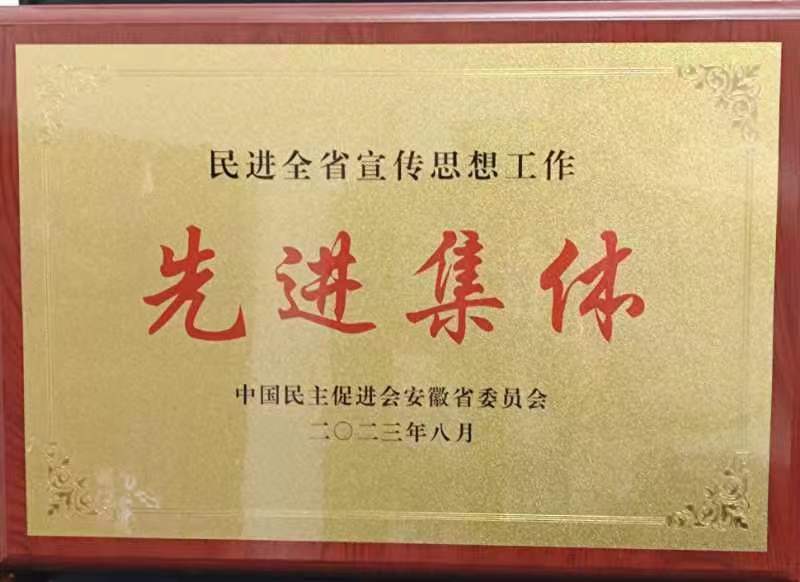 民进全省宣传思想工作
先进集体
中国民主促进会安徽省委员会
二〇二三年八月